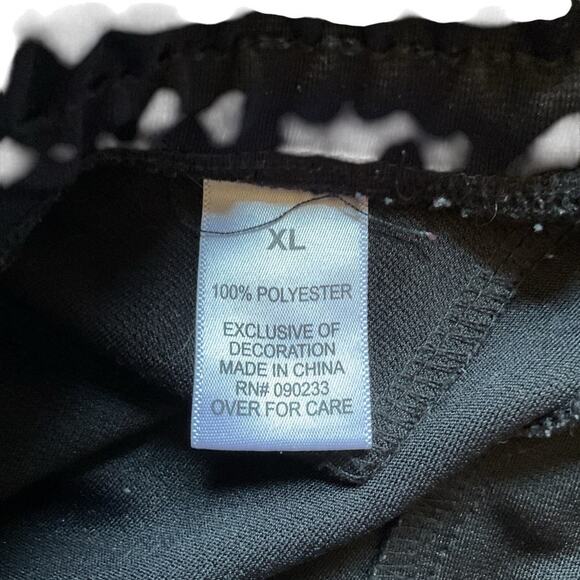 XL
100% POLYESTER
EXCLUSIVE OF
DECORATION
MADE IN CHINA
RN# 090233
OVER FOR CARE